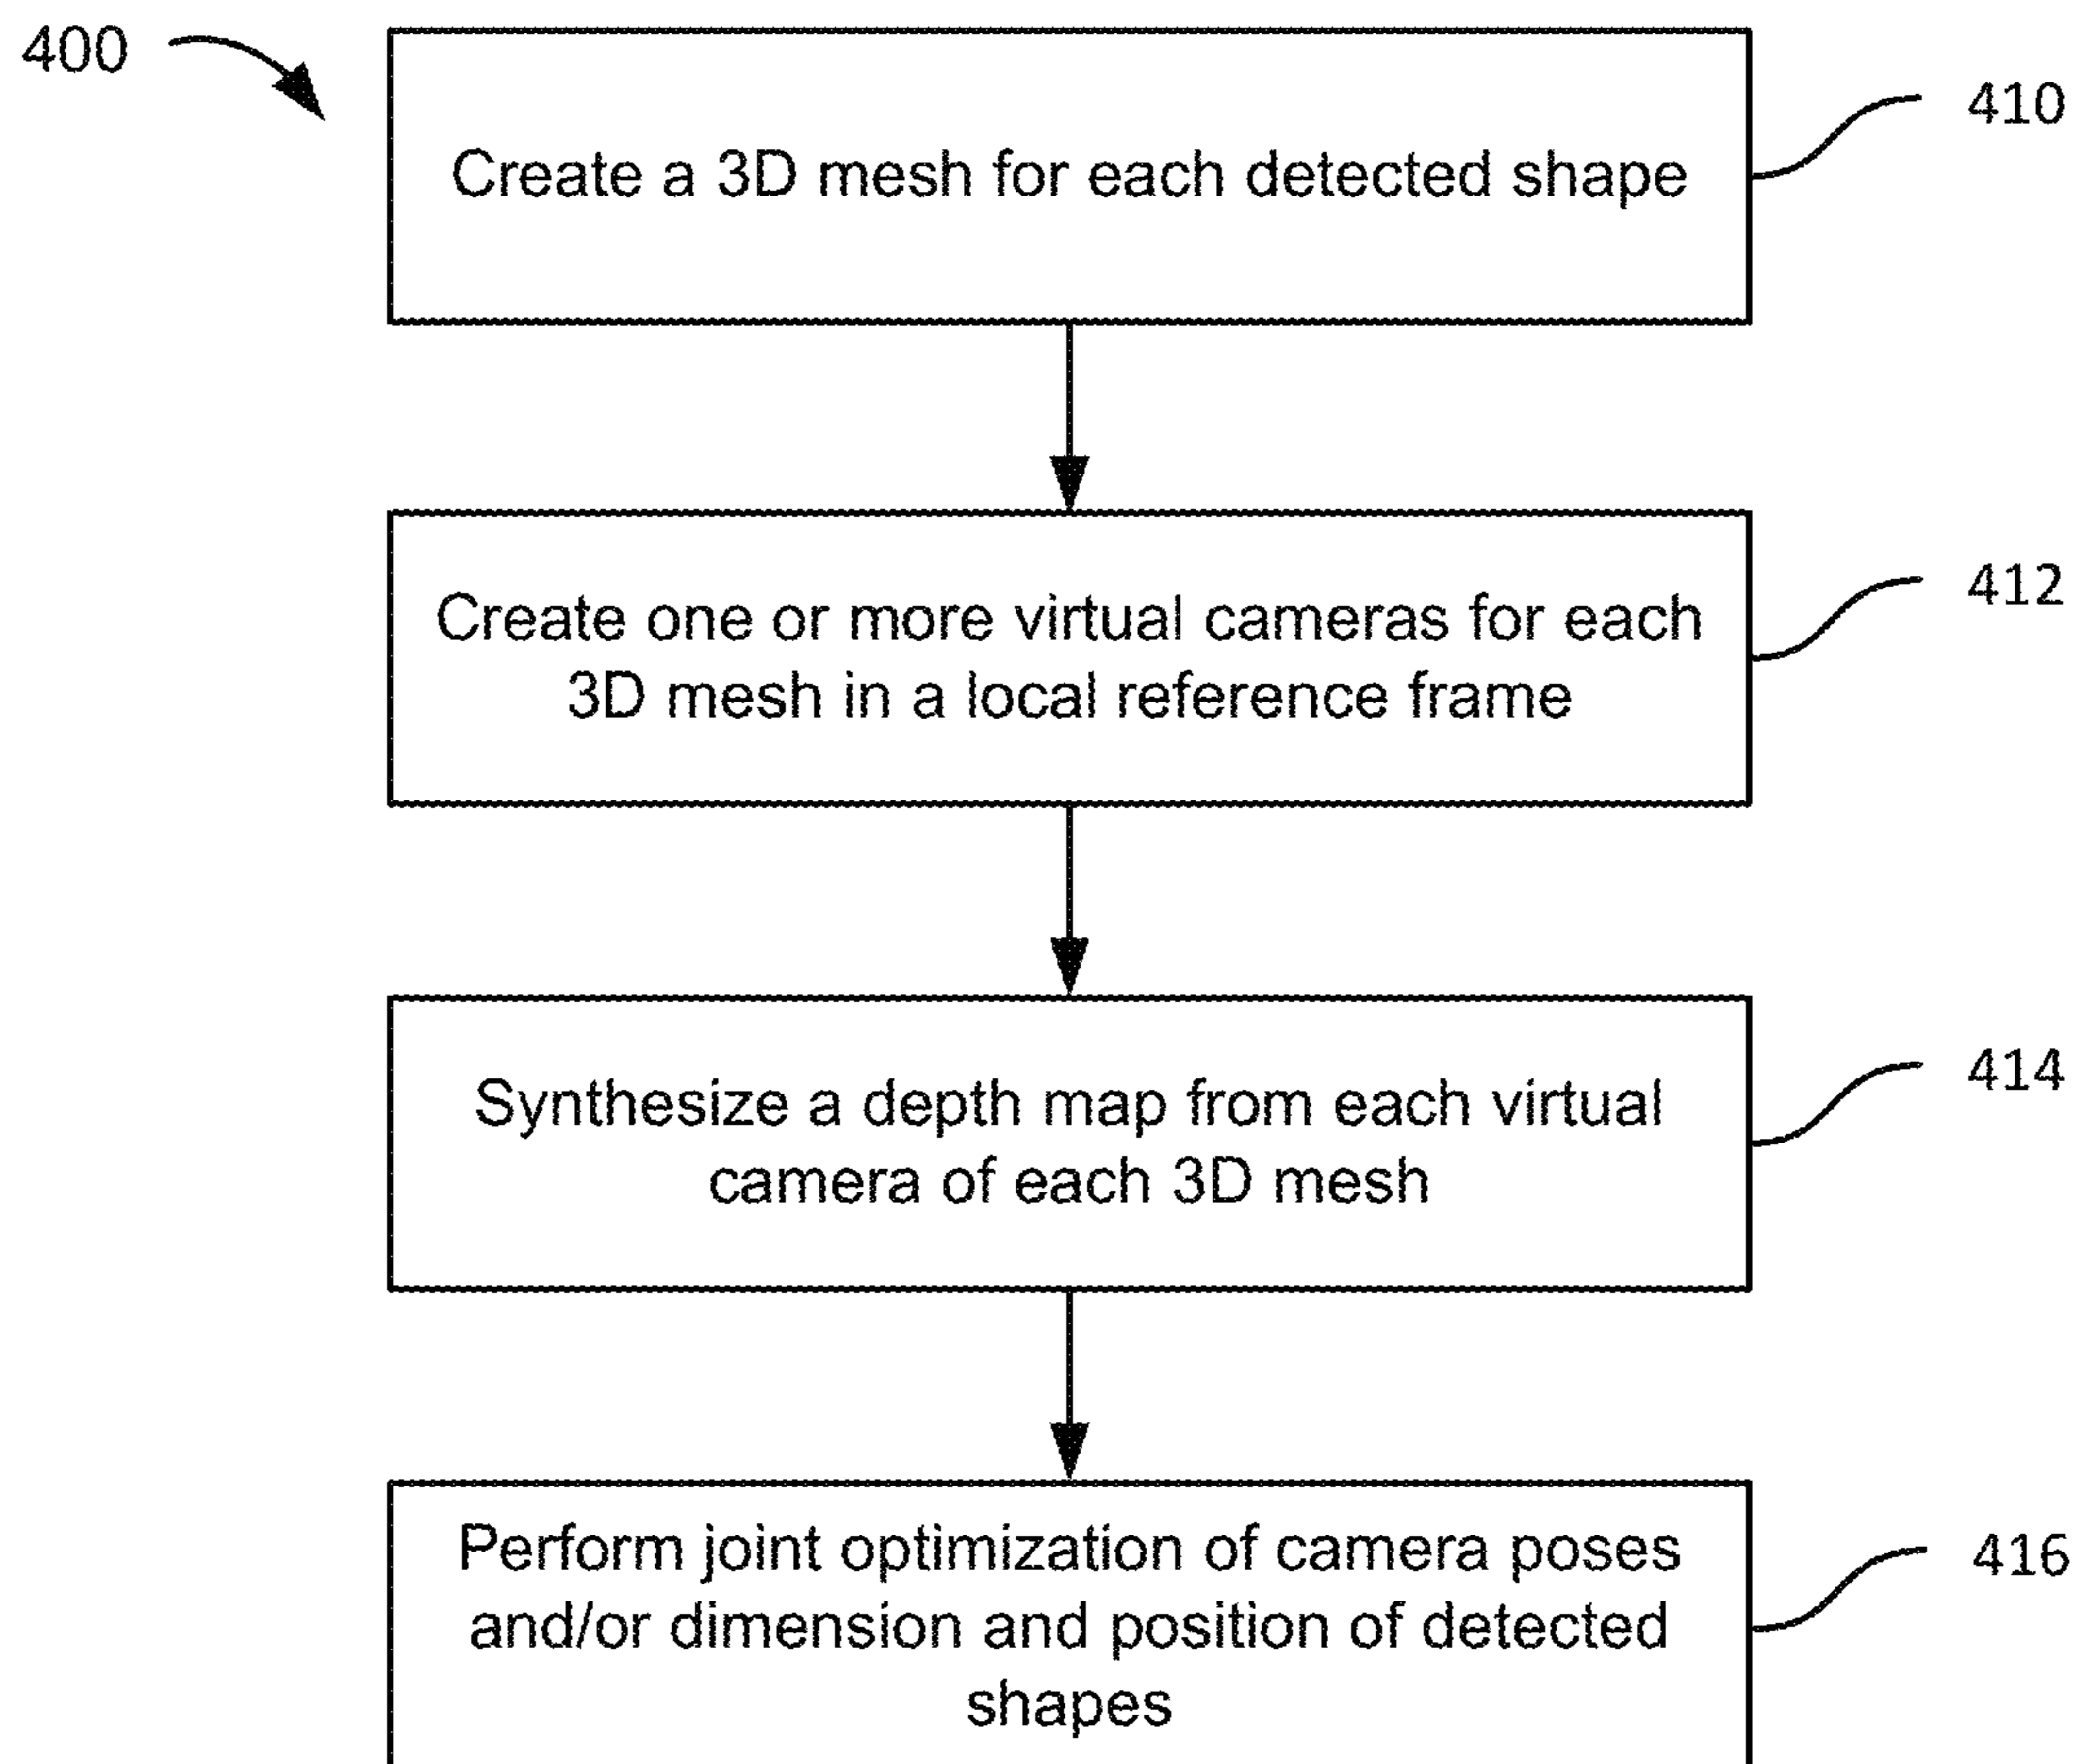 400
410
Create a 3D mesh for each detected shape
412
Create one or more virtual cameras for each
3D mesh in a local reference frame
414
Synthesize a depth map from each virtual
camera of each 3D mesh
416
Perform joint optimization of camera poses
and/or dimension and position of detected
shapes